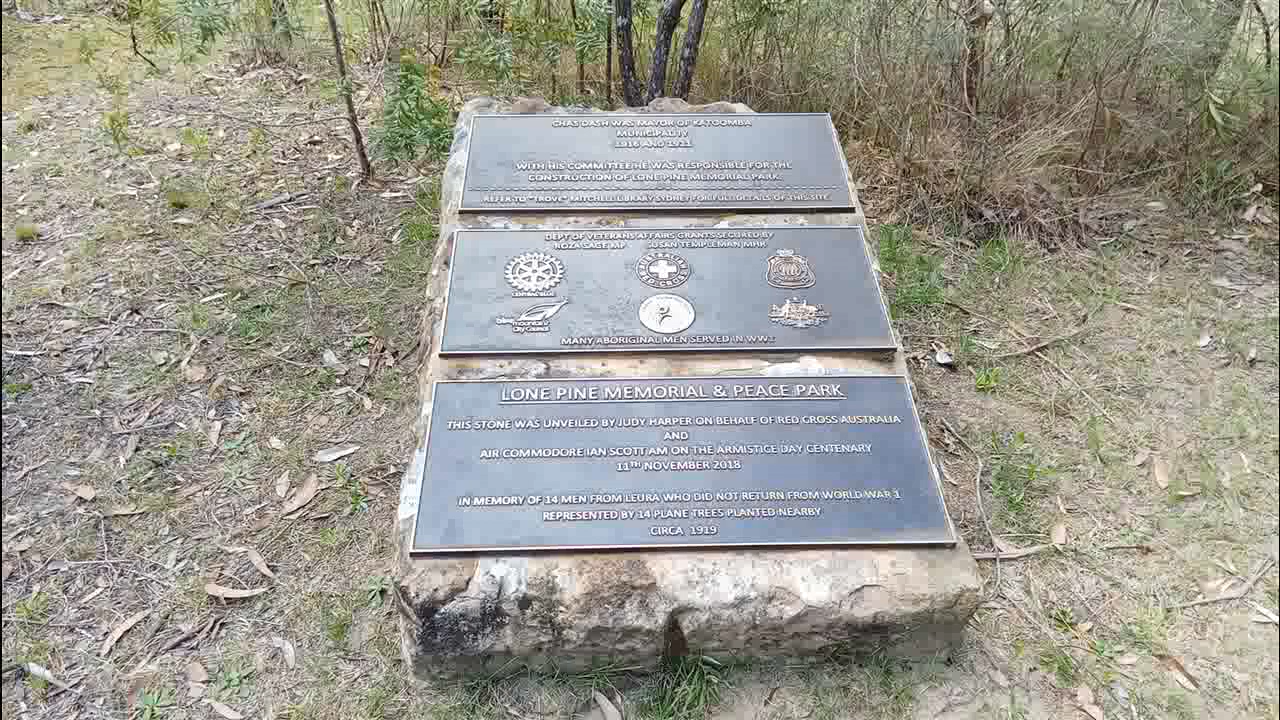 CHAS DASH WAS MAYOR OF KATOOMBA
MUNICIPALITY
1916 AND 1921
WITH HIS COMMITTEE HE WAS RESPONSIBLE FOR THE
CONSTRUCTION OF LONE PINE MEMORIAL PARK
REFER TO "TROVE" MITCHELL LIBRARY SYDNEY FOR FULL DETAILS OF THIS SITE
DEPT OF VETERANS AFFAIRS GRANTS SECURED BY
ROZA SAGE MP SUSAN TEMPLEMAN MHR
mountains
City Council
MANY ABORIGINAL MEN SERVED IN WW1
LONE PINE MEMORIAL & PEACE PARK
THIS STONE WAS UNVEILED BY JUDY HARPER ON BEHALF OF RED CROSS AUSTRALIA
AND
AIR COMMODORE IAN SCOTT AM ON THE ARMISTICE DAY CENTENARY
11TH NOVEMBER 2018
IN MEMORY OF 14 MEN FROM LEURA WHO DID NOT RETURN FROM WORLD WAR 1
REPRESENTED BY 14 PLANE TREES PLANTED NEARBY
CIRCA 1919